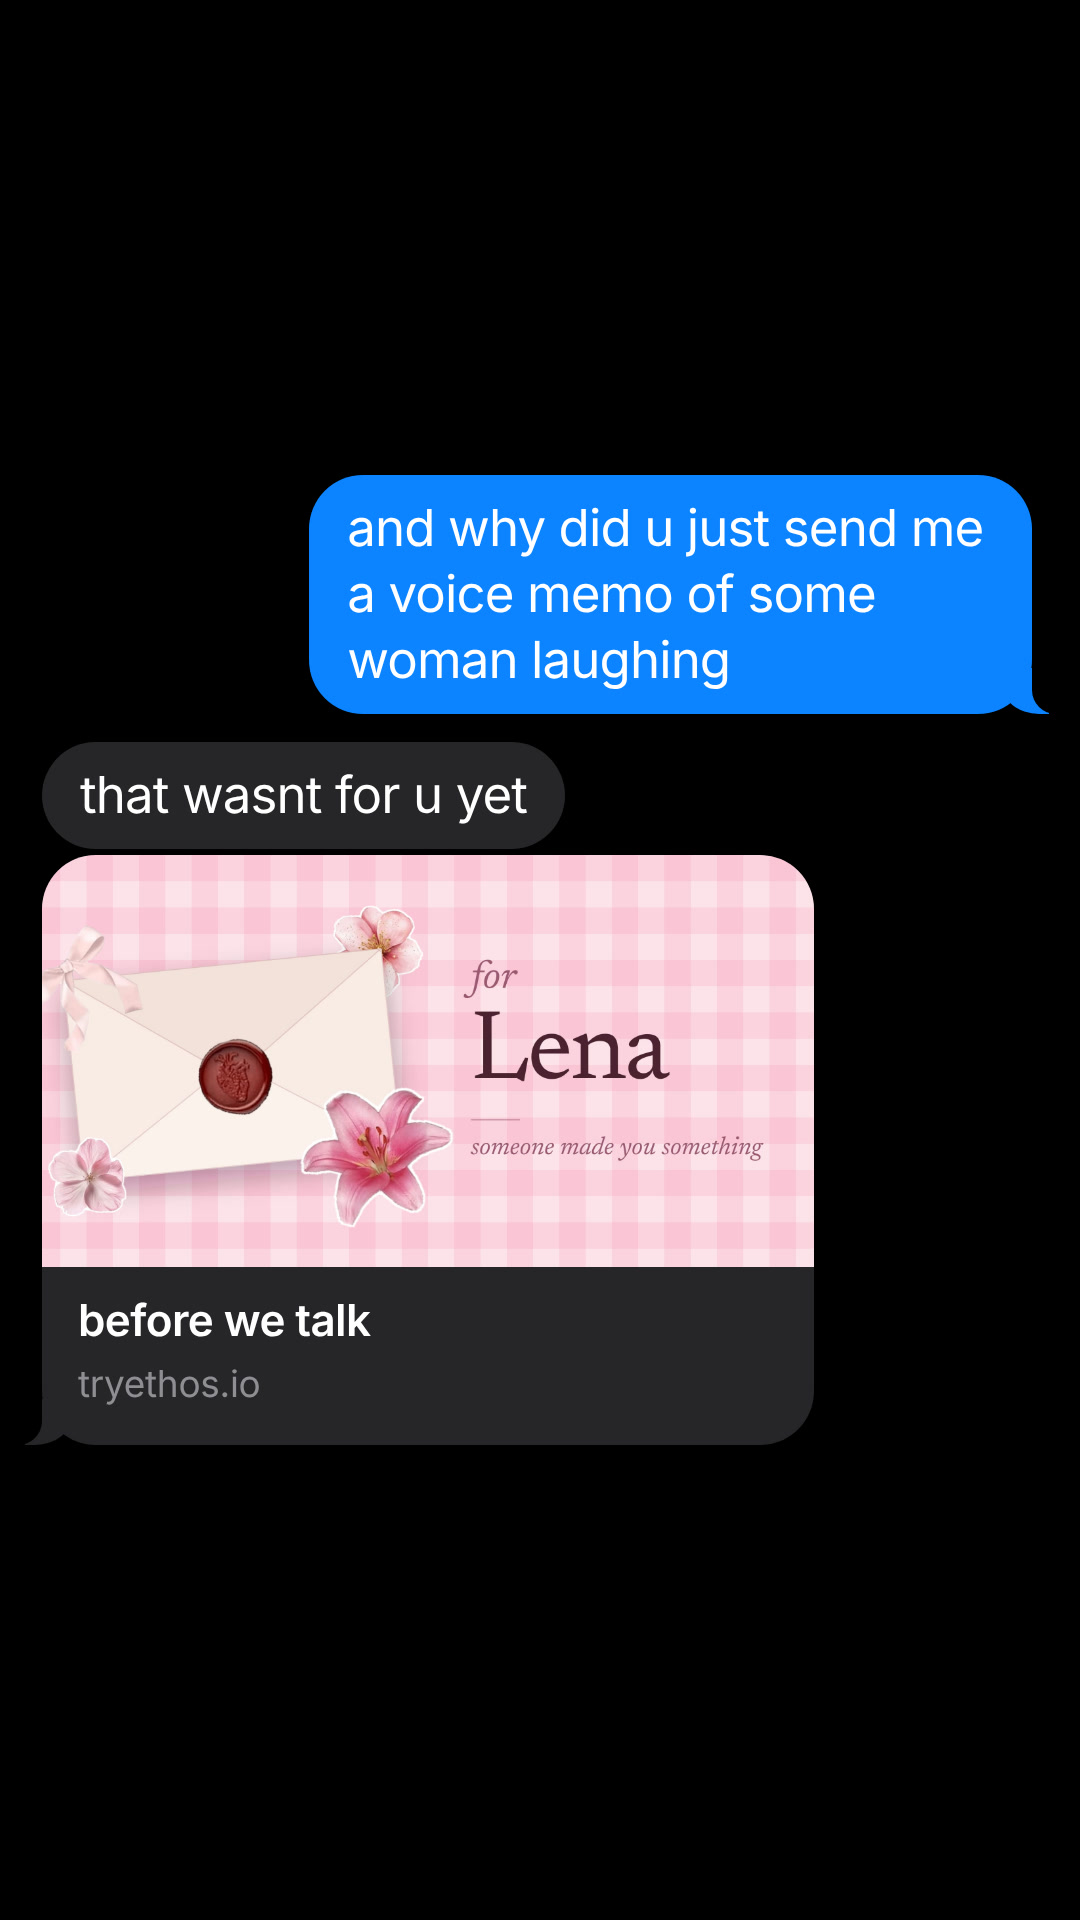 and why did u just send me
a voice memo of some
woman laughing
that wasnt for u yet
for
Lena
someone made you something
before we talk
tryethos.io